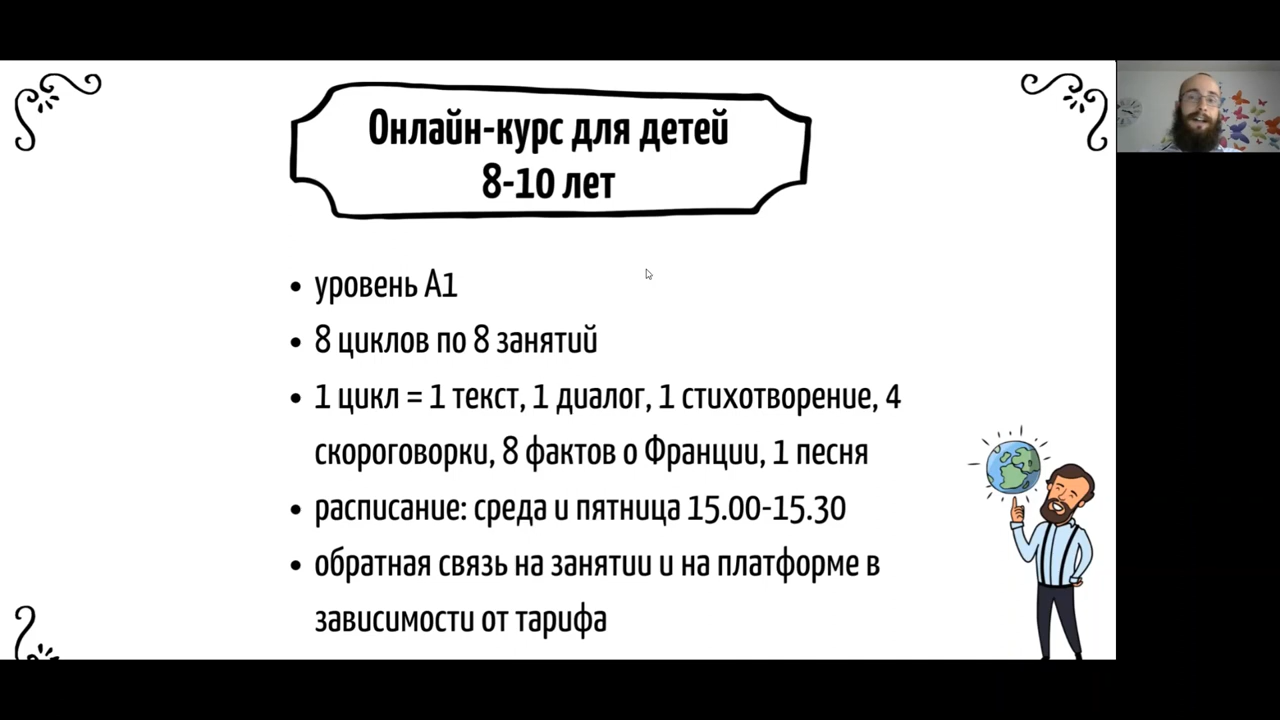 Онлайн-курс для детей
8-10 лет
• уровень А1
• 8 циклов по 8 занятий
• 1 цикл = 1 текст, 1 диалог, 1 стихотворение, 4
скороговорки, 8 фактов о Франции, 1 песня
• расписание: среда и пятница 15.00-15.30
• обратная связь на занятии и на платформе в
зависимости от тарифа